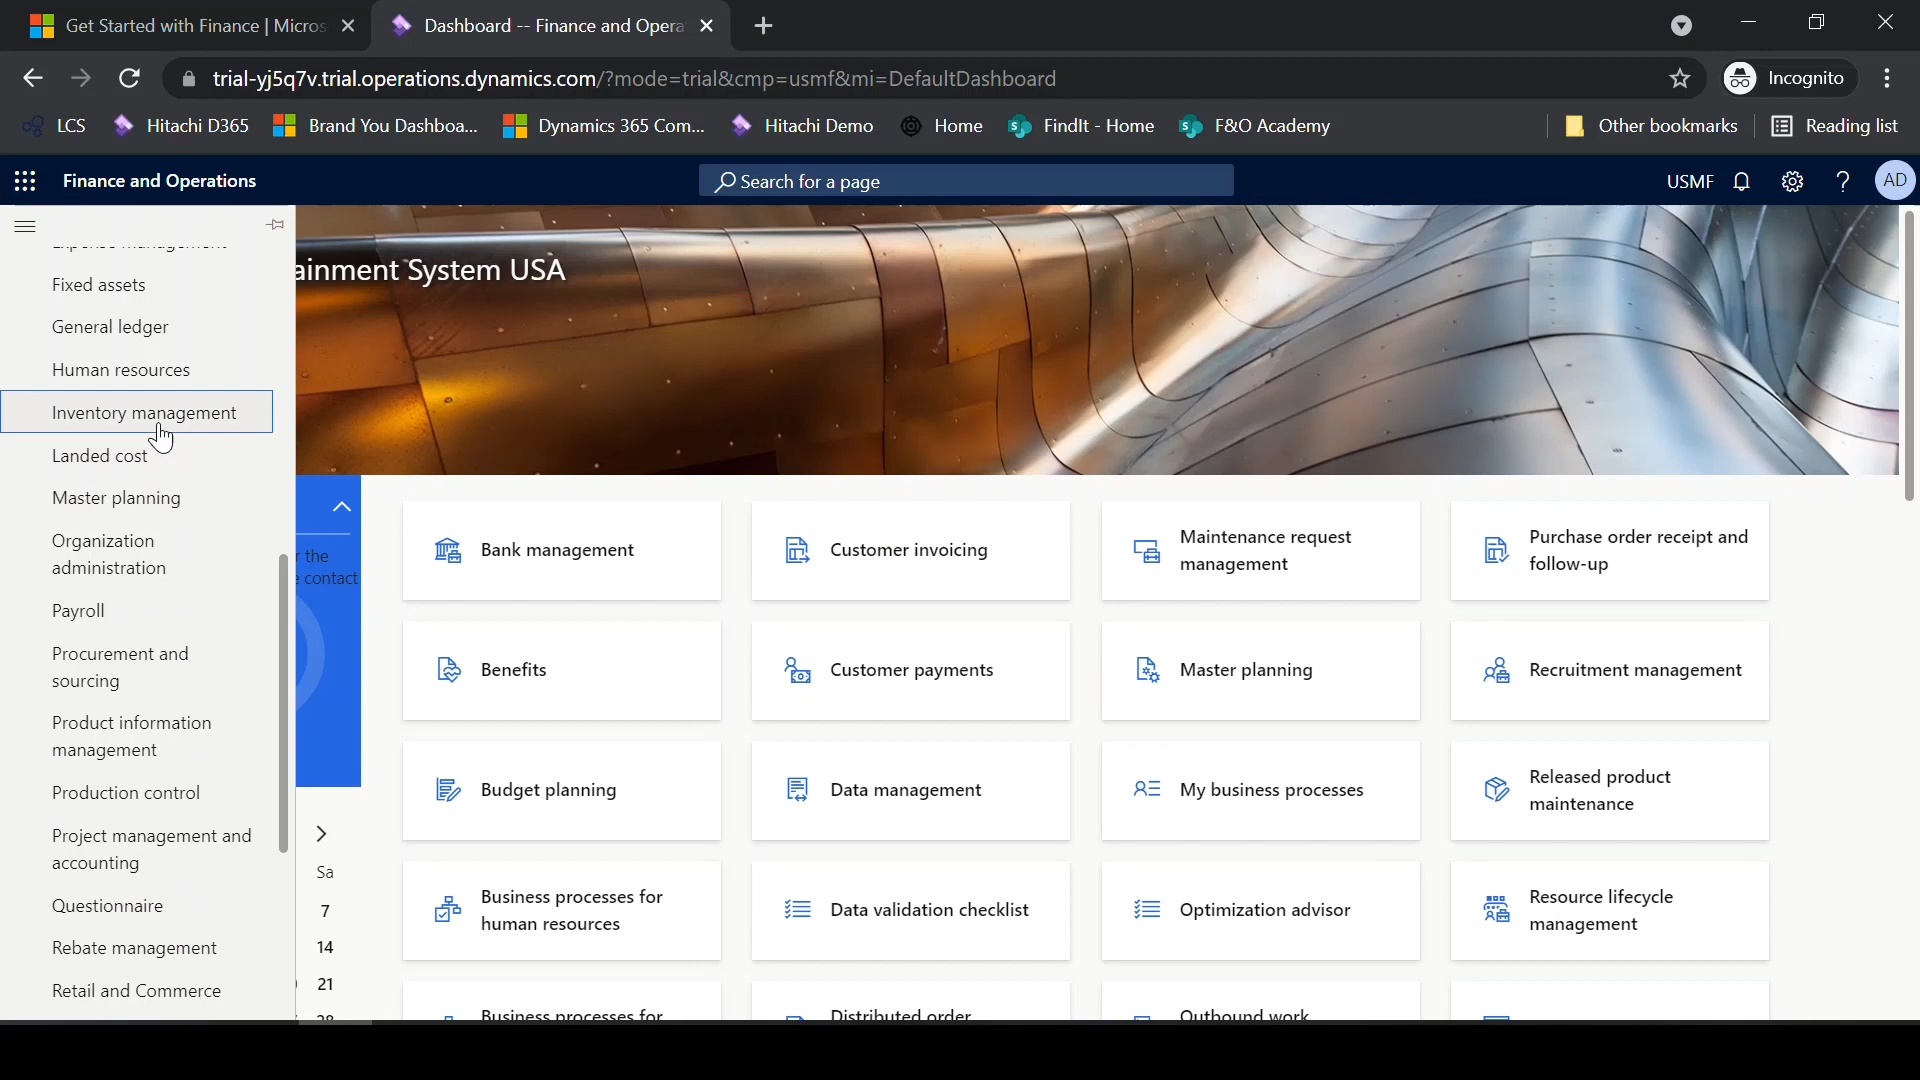 Get Started with Finance | Micros
Dashboard -- Finance and Opera
trial-yj5q7v.trial.operations.dynamics.com/?mode=trial&cmp=usmf&mi=DefaultDashboard
Incognito
LCS
Hitachi D365
Brand You Dashboa...
Dynamics 365 Com...
Hitachi Demo
Home
FindIt - Home
F&O Academy
Other bookmarks
Reading list
Finance and Operations
Search for a page
USMF
AD
ainment System USA
Expense management
Fixed assets
General ledger
Human resources
Inventory management
Landed cost
Master planning
Organization
administration
Payroll
Procurement and
sourcing
Product information
management
Production control
Project management and
accounting
Questionnaire
Rebate management
Retail and Commerce
r the
e contact
Sa
7
14
21
28
Bank management
Customer invoicing
Maintenance request
management
Purchase order receipt and
follow-up
Benefits
Customer payments
Master planning
Recruitment management
Budget planning
Data management
My business processes
Released product
maintenance
Business processes for
human resources
Data validation checklist
Optimization advisor
Resource lifecycle
management
Business processes for
Distributed order
Outbound work